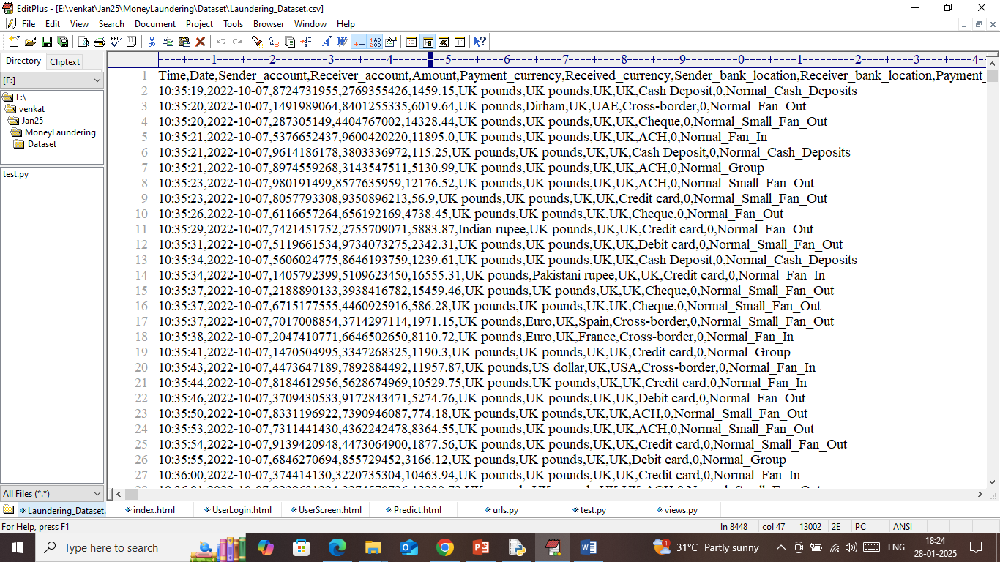 EditPlus - [E:\venkat\Jan25\MoneyLaundering\Dataset\Laundering_Dataset.csv]
File Edit View Search Document Project Tools Browser Window Help
Directory Cliptext
[E:]
E:\
venkat
Jan25
MoneyLaundering
Dataset
test.py
All Files (*.*)
----+----1----+----2----+----3----+----4----+----5----+----6----+----7----+----8----+----9----+----0----+----1----+----2----+----3----+----4-
1 Time,Date,Sender_account,Receiver_account,Amount,Payment_currency,Received_currency,Sender_bank_location,Receiver_bank_location,Payment_
2 10:35:19,2022-10-07,8724731955,2769355426,1459.15,UK pounds,UK pounds,UK,UK,Cash Deposit,0,Normal_Cash_Deposits
3 10:35:20,2022-10-07,1491989064,8401255335,6019.64,UK pounds,Dirham,UK,UAE,Cross-border,0,Normal_Fan_Out
4 10:35:20,2022-10-07,287305149,4404767002,14328.44,UK pounds,UK pounds,UK,UK,Cheque,0,Normal_Small_Fan_Out
5 10:35:21,2022-10-07,5376652437,9600420220,11895.0,UK pounds,UK pounds,UK,UK,ACH,0,Normal_Fan_In
6 10:35:21,2022-10-07,9614186178,3803336972,115.25,UK pounds,UK pounds,UK,UK,Cash Deposit,0,Normal_Cash_Deposits
7 10:35:21,2022-10-07,8974559268,3143547511,5130.99,UK pounds,UK pounds,UK,UK,ACH,0,Normal_Group
8 10:35:23,2022-10-07,980191499,8577635959,12176.52,UK pounds,UK pounds,UK,UK,ACH,0,Normal_Small_Fan_Out
9 10:35:23,2022-10-07,8057793308,9350896213,56.9,UK pounds,UK pounds,UK,UK,Credit card,0,Normal_Small_Fan_Out
10 10:35:26,2022-10-07,6116657264,656192169,4738.45,UK pounds,UK pounds,UK,UK,Cheque,0,Normal_Fan_Out
11 10:35:29,2022-10-07,7421451752,2755709071,5883.87,Indian rupee,UK pounds,UK,UK,Credit card,0,Normal_Fan_Out
12 10:35:31,2022-10-07,5119661534,9734073275,2342.31,UK pounds,UK pounds,UK,UK,Debit card,0,Normal_Small_Fan_Out
13 10:35:34,2022-10-07,5606024775,8646193759,1239.61,UK pounds,UK pounds,UK,UK,Cash Deposit,0,Normal_Cash_Deposits
14 10:35:34,2022-10-07,1405792399,5109623450,16555.31,UK pounds,Pakistani rupee,UK,UK,Credit card,0,Normal_Fan_In
15 10:35:37,2022-10-07,2188890133,3938416782,15459.46,UK pounds,UK pounds,UK,UK,Cheque,0,Normal_Small_Fan_Out
16 10:35:37,2022-10-07,6715177555,4460925916,586.28,UK pounds,UK pounds,UK,UK,Cheque,0,Normal_Small_Fan_Out
17 10:35:37,2022-10-07,7017008854,3714297114,1971.15,UK pounds,Euro,UK,Spain,Cross-border,0,Normal_Small_Fan_Out
18 10:35:38,2022-10-07,2047410771,6646502650,8110.72,UK pounds,Euro,UK,France,Cross-border,0,Normal_Fan_In
19 10:35:41,2022-10-07,1470504995,3347268325,1190.3,UK pounds,UK pounds,UK,UK,Credit card,0,Normal_Group
20 10:35:43,2022-10-07,4473647189,7892884492,11957.87,UK pounds,US dollar,UK,USA,Cross-border,0,Normal_Fan_In
21 10:35:44,2022-10-07,8184612956,5628674969,10529.75,UK pounds,UK pounds,UK,UK,Credit card,0,Normal_Fan_In
22 10:35:46,2022-10-07,3709430533,9172843471,5274.76,UK pounds,UK pounds,UK,UK,Debit card,0,Normal_Fan_Out
23 10:35:50,2022-10-07,8331196922,7390946087,774.18,UK pounds,UK pounds,UK,UK,ACH,0,Normal_Small_Fan_Out
24 10:35:53,2022-10-07,7311441430,4362242478,8364.55,UK pounds,UK pounds,UK,UK,ACH,0,Normal_Small_Fan_Out
25 10:35:54,2022-10-07,9139420948,4473064900,1877.56,UK pounds,UK pounds,UK,UK,Credit card,0,Normal_Small_Fan_Out
26 10:35:55,2022-10-07,6846270694,855729452,3166.12,UK pounds,UK pounds,UK,UK,Debit card,0,Normal_Group
27 10:36:00,2022-10-07,374414130,3220735304,10463.94,UK pounds,UK pounds,UK,UK,Credit card,0,Normal_Fan_In
Laundering_Dataset. index.html UserLogin.html UserScreen.html Predict.html urls.py test.py views.py
For Help, press F1 ln 8448 col 47 13002 2E PC ANSI
Type here to search 31°C Partly sunny ENG 18:24
28-01-2025